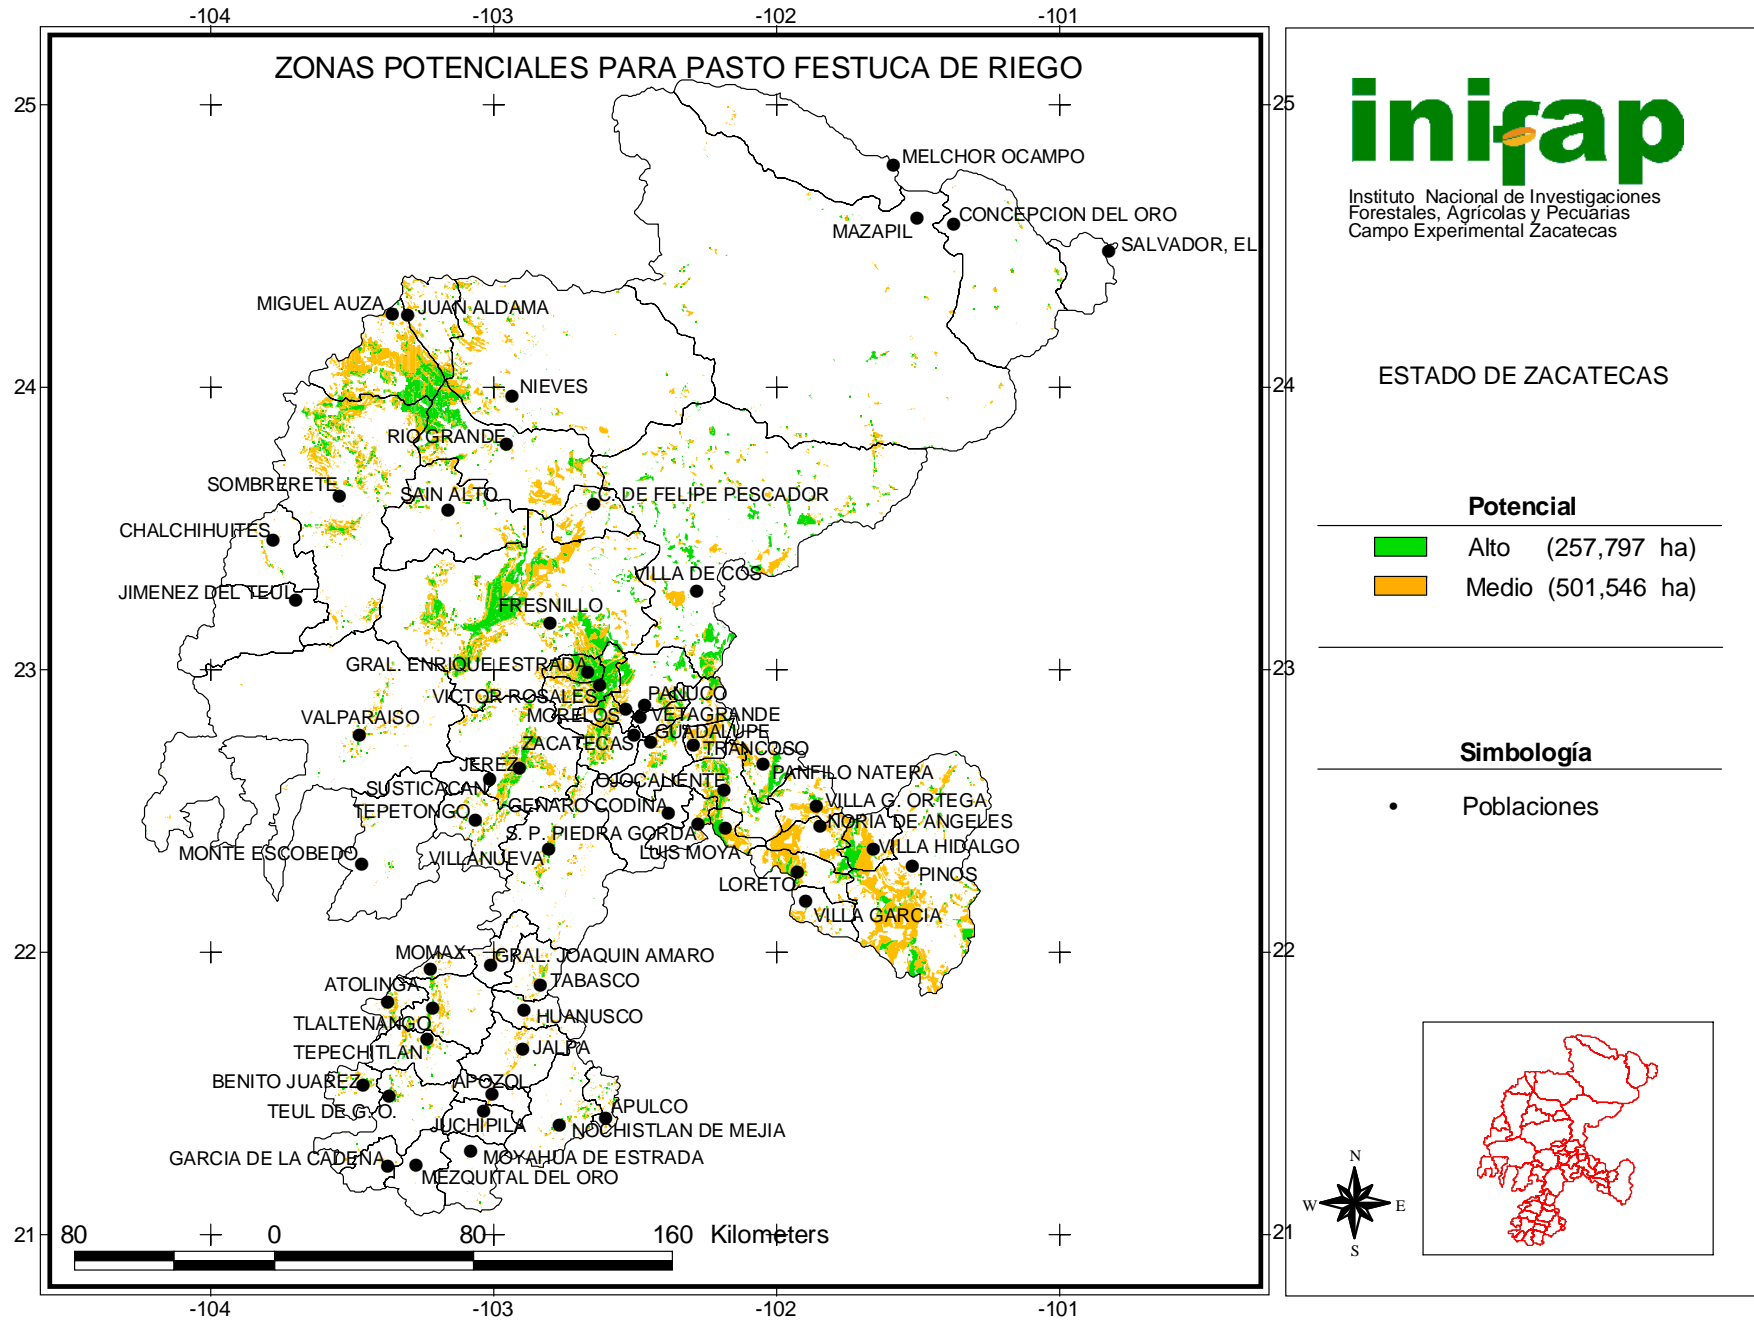 -104 -103 -102 -101
ZONAS POTENCIALES PARA PASTO FESTUCA DE RIEGO
25 25
MELCHOR OCAMPO
CONCEPCION DEL ORO
MAZAPIL
SALVADOR, EL
MIGUEL AUZA
JUAN ALDAMA
24 24
NIEVES
RIO GRANDE
SOMBRERETE
SAIN ALTO
C. DE FELIPE PESCADOR
CHALCHIHUITES
VILLA DE COS
JIMENEZ DEL TEUL
FRESNILLO
23 23
GRAL. ENRIQUE ESTRADA
VICTOR ROSALES
PANUCO
MORELOS
VETAGRANDE
VALPARAISO
GUADALUPE
ZACATECAS
TRANCOSO
JEREZ
PANFILO NATERA
SUSTICACAN
OJOCALIENTE
TEPETONGO
GENARO CODINA
VILLA G. ORTEGA
NORIA DE ANGELES
S. P. PIEDRA GORDA
VILLA HIDALGO
MONTE ESCOBEDO
VILLANUEVA
LUIS MOYA
PINOS
LORETO
VILLA GARCIA
22 22
MOMAX
GRAL. JOAQUIN AMARO
ATOLINGA
TABASCO
TLALTENANGO
HUANUSCO
TEPECHITLAN
JALPA
BENITO JUAREZ
APOZOL
TEUL DE G. O.
APULCO
JUCHIPILA
NOCHISTLAN DE MEJIA
GARCIA DE LA CADENA
MOYAHUA DE ESTRADA
MEZQUITAL DEL ORO
21 21
80 0 80 160 Kilometers
-104 -103 -102 -101
inifap
Instituto Nacional de Investigaciones
Forestales, Agrícolas y Pecuarias
Campo Experimental Zacatecas
ESTADO DE ZACATECAS
Potencial
Alto (257,797 ha)
Medio (501,546 ha)
Simbología
Poblaciones
N
W E
S